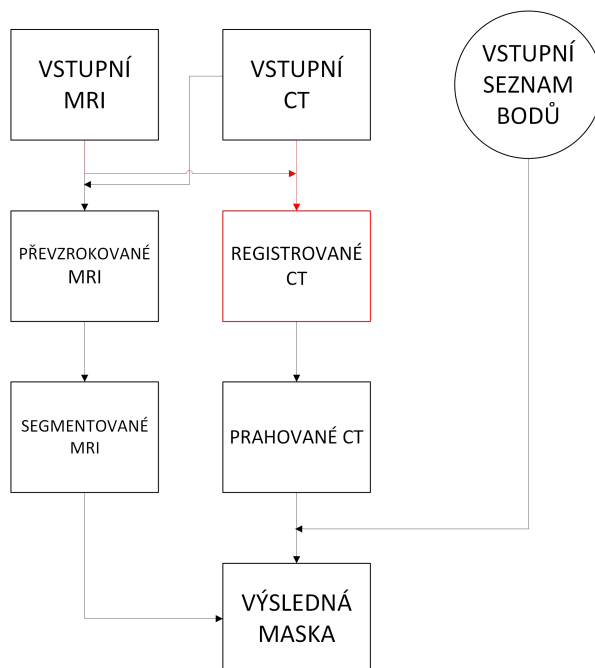 VSTUPNÍ
MRI
VSTUPNÍ
CT
VSTUPNÍ
SEZNAM
BODŮ
PŘEVZROKOVANÉ
MRI
REGISTROVANÉ
CT
SEGMENTOVANÉ
MRI
PRAHOVANÉ CT
VÝSLEDNÁ
MASKA